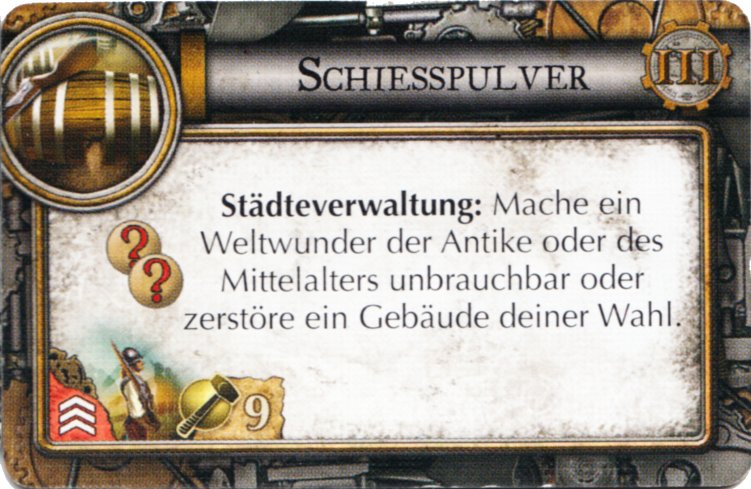 SCHIESSPULVER
III
Städteverwaltung: Mache ein
Weltwunder der Antike oder des
Mittelalters unbrauchbar oder
zerstöre ein Gebäude deiner Wahl.
?
?
9